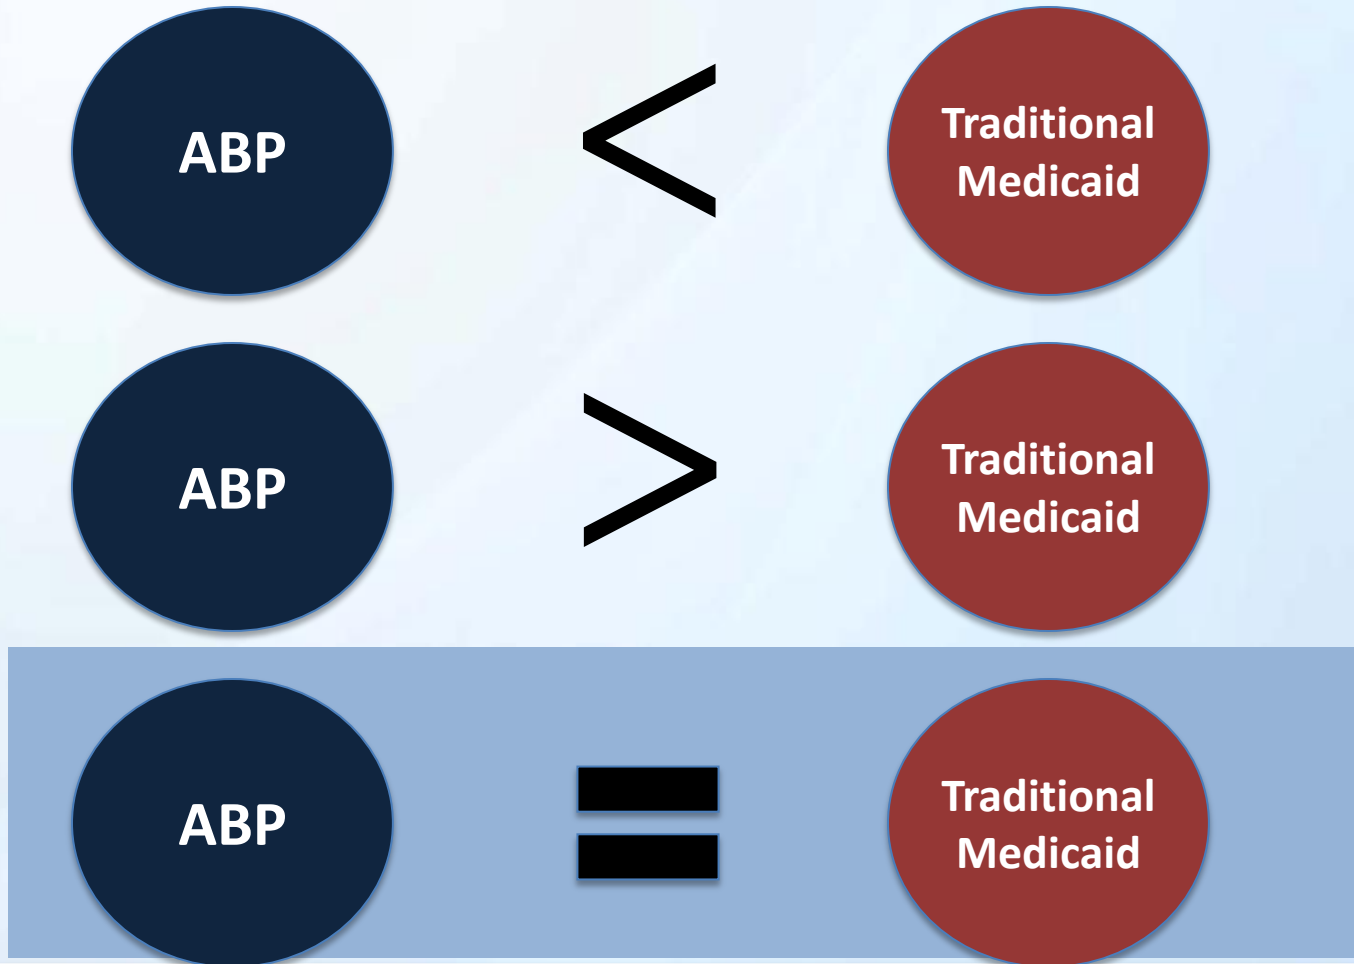 ABP < Traditional
Medicaid
ABP > Traditional
Medicaid
ABP = Traditional
Medicaid